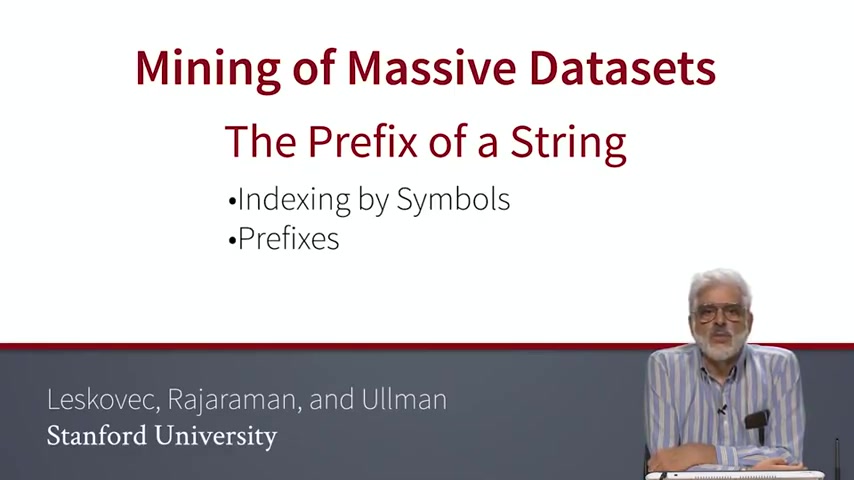 Mining of Massive Datasets
The Prefix of a String
•Indexing by Symbols
•Prefixes
Leskovec, Rajaraman, and Ullman
Stanford University